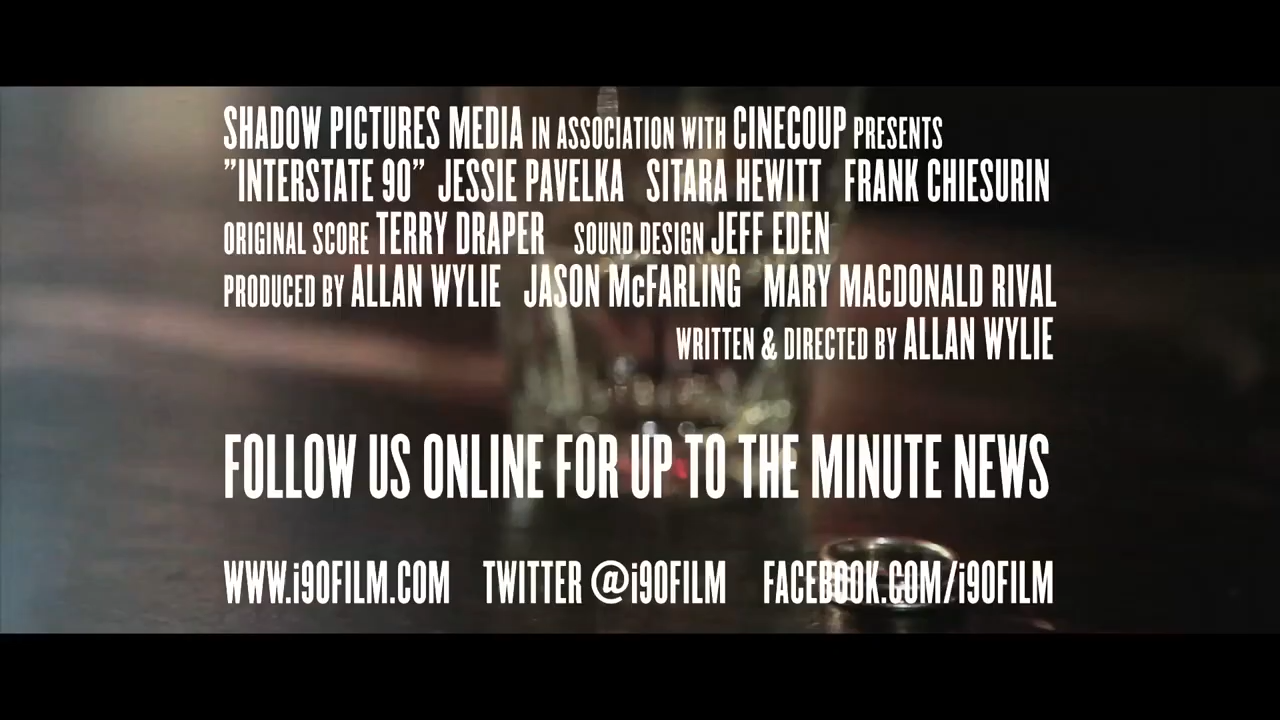 SHADOW PICTURES MEDIA IN ASSOCIATION WITH CINECOUP PRESENTS
"INTERSTATE 90" JESSIE PAVELKA SITARA HEWITT FRANK CHIESURIN
ORIGINAL SCORE TERRY DRAPER SOUND DESIGN JEFF EDEN
PRODUCED BY ALLAN WYLIE JASON McFARLING MARY MACDONALD RIVAL
WRITTEN & DIRECTED BY ALLAN WYLIE
FOLLOW US ONLINE FOR UP TO THE MINUTE NEWS
WWW.i90FILM.COM TWITTER @i90FILM FACEBOOK.COM/i90FILM